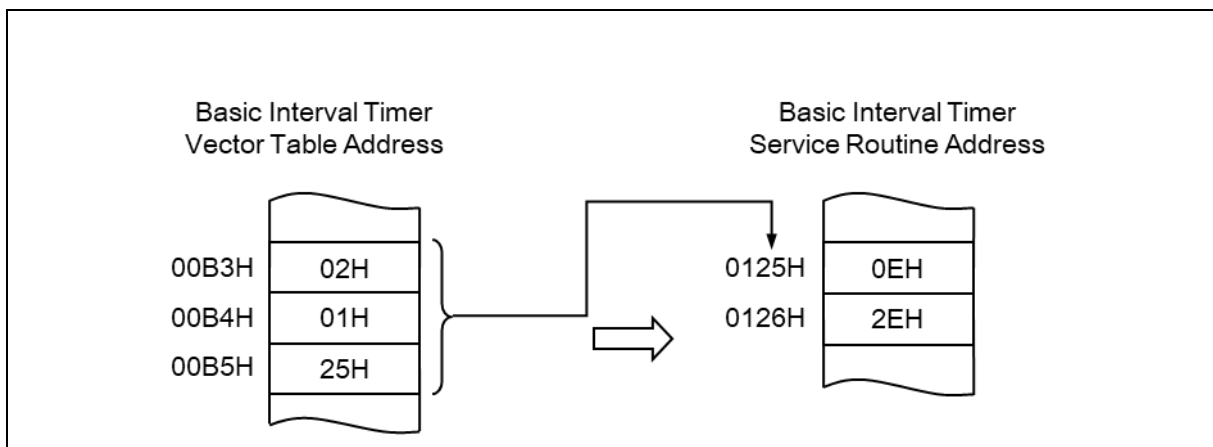 Basic Interval Timer
Vector Table Address
Basic Interval Timer
Service Routine Address
00B3H 02H
00B4H 01H
00B5H 25H
0125H 0EH
0126H 2EH